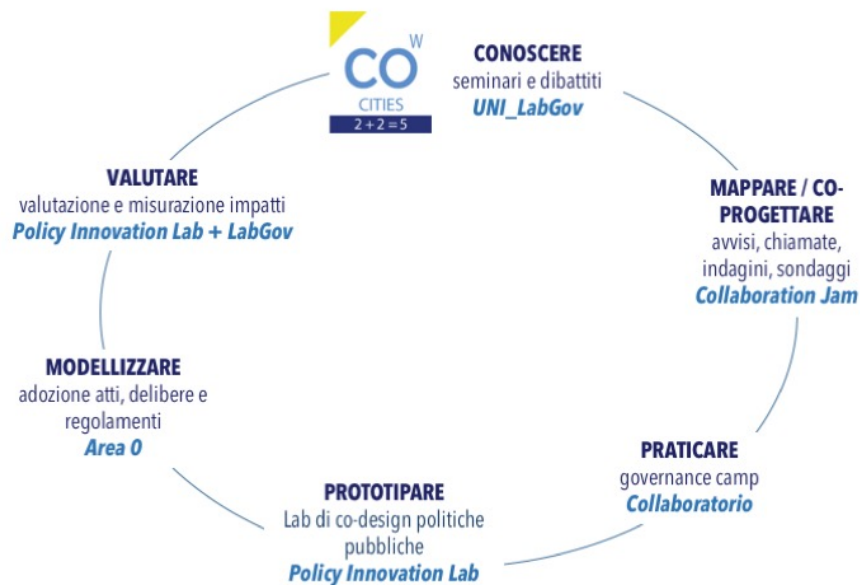 W
CO
CITIES
2 + 2 = 5
CONOSCERE
seminari e dibattiti
UNI_LabGov
MAPPARE / CO-
PROGETTARE
avvisi, chiamate,
indagini, sondaggi
Collaboration Jam
PRATICARE
governance camp
Collaboratorio
PROTOTIPARE
Lab di co-design politiche
pubbliche
Policy Innovation Lab
MODELLIZZARE
adozione atti, delibere e
regolamenti
Area 0
VALUTARE
valutazione e misurazione impatti
Policy Innovation Lab + LabGov